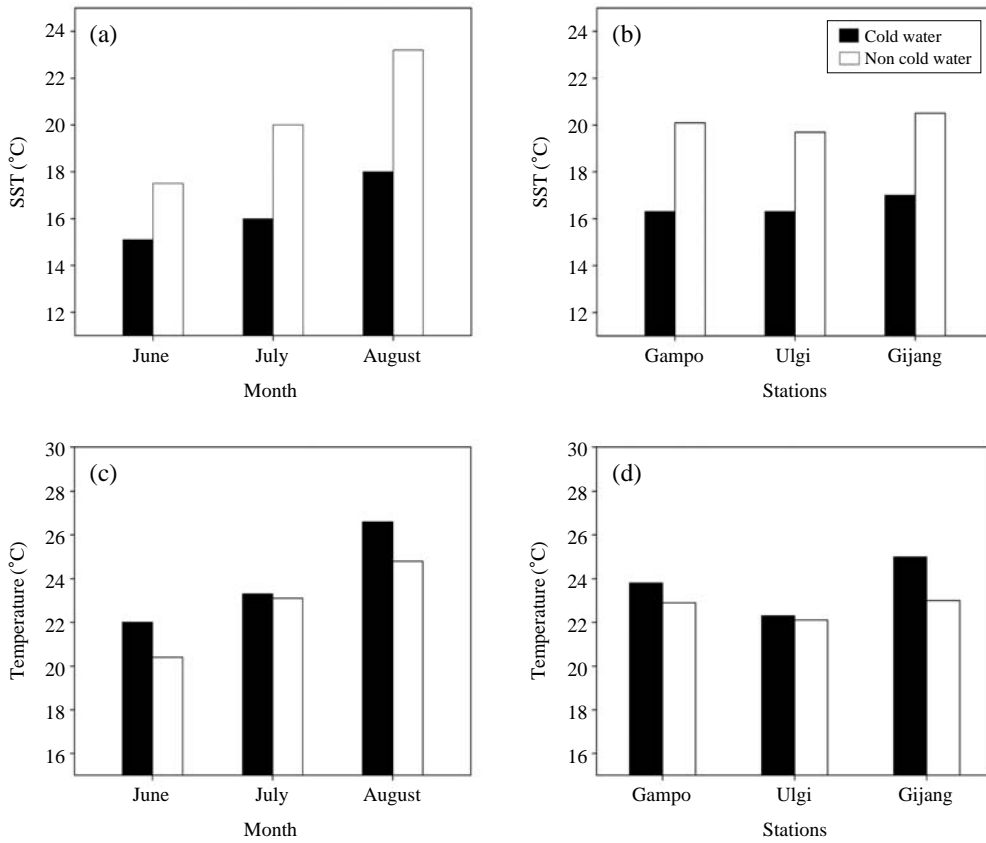 (a)
24
22
20
18
16
14
12
SST (˚C)
June
July
August
Month
(b)
Cold water
Non cold water
24
22
20
18
16
14
12
SST (˚C)
Gampo
Ulgi
Gijang
Stations
(c)
30
28
26
24
22
20
18
16
Temperature (˚C)
June
July
August
Month
(d)
30
28
26
24
22
20
18
16
Temperature (˚C)
Gampo
Ulgi
Gijang
Stations